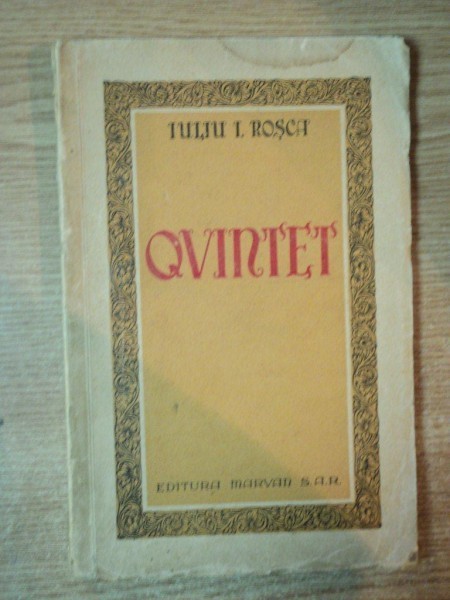 IULIU I. ROȘCA
QVINTET
EDITURA MARVAN S.A.R.